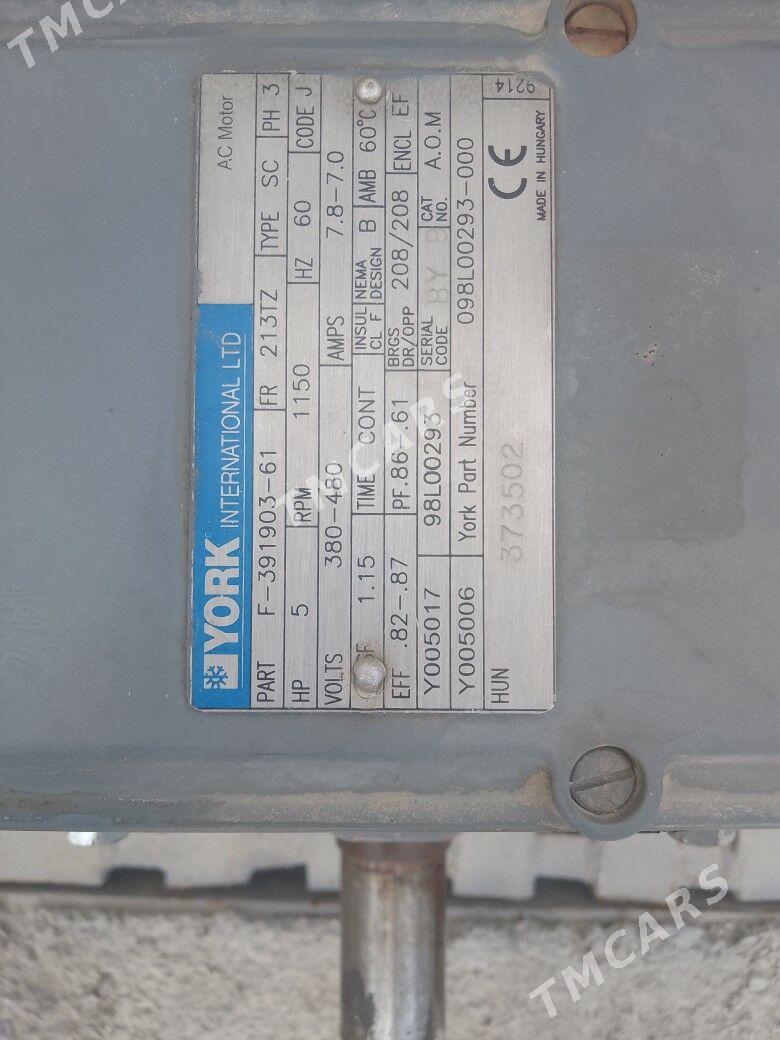 YORK INTERNATIONAL LTD AC Motor
PART F-391903-61 FR 213TZ TYPE SC PH 3
HP 5 RPM 1150 HZ 60 CODE J
VOLTS 380-480 AMPS 7.8-7.0
SF 1.15 TIME CONT INSUL CL F NEMA DESIGN B AMB 60°C
EFF .82-.87 PF .86-.61 BRGS DR/OPP 208/208 ENCL EF
Y005017 98L00293 SERIAL CODE BY 9 CAT NO. A.O.M
Y005006 York Part Number 098L00293-000
HUN 373502 CE MADE IN HUNGARY 9214
TMCARS
TMCARS
TMCARS
TMCARS